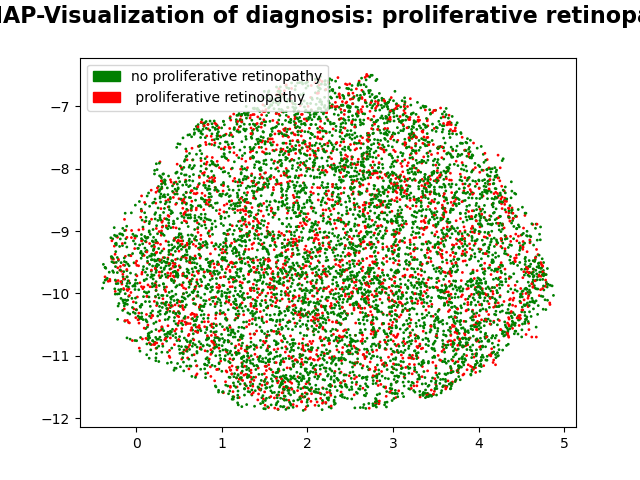 IAP-Visualization of diagnosis: proliferative retinopa
no proliferative retinopathy
proliferative retinopathy
−7
−8
−9
−10
−11
−12
0 1 2 3 4 5